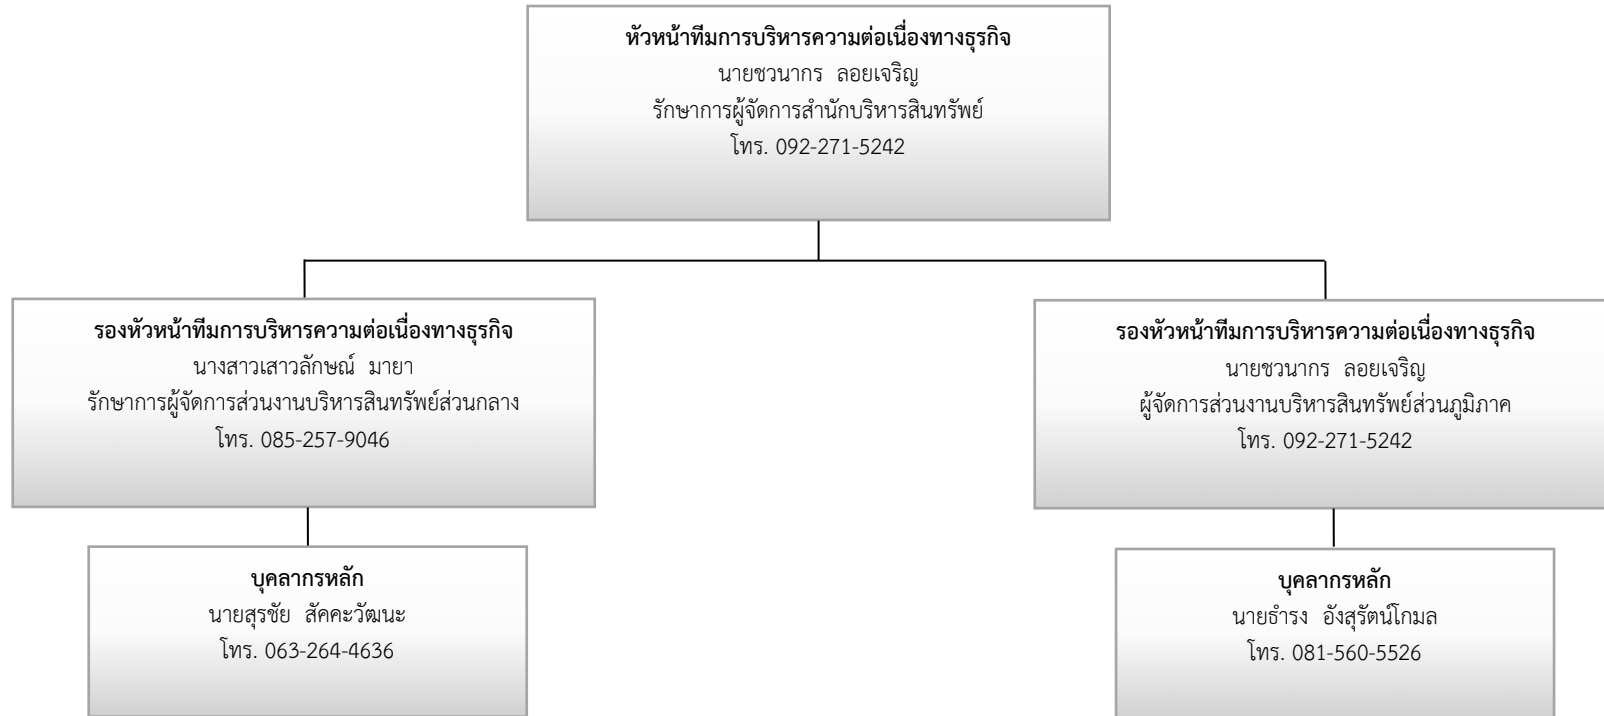 หัวหน้าทีมการบริหารความต่อเนื่องทางธุรกิจ
นายชวนากร ลอยเจริญ
รักษาการผู้จัดการสำนักบริหารสินทรัพย์
โทร. 092-271-5242
รองหัวหน้าทีมการบริหารความต่อเนื่องทางธุรกิจ
นางสาวเสาวลักษณ์ มายา
รักษาการผู้จัดการส่วนงานบริหารสินทรัพย์ส่วนกลาง
โทร. 085-257-9046
รองหัวหน้าทีมการบริหารความต่อเนื่องทางธุรกิจ
นายชวนากร ลอยเจริญ
ผู้จัดการส่วนงานบริหารสินทรัพย์ส่วนภูมิภาค
โทร. 092-271-5242
บุคลากรหลัก
นายสุรชัย สัคคะวัฒนะ
โทร. 063-264-4636
บุคลากรหลัก
นายธำรง อังสุรัตน์โกมล
โทร. 081-560-5526